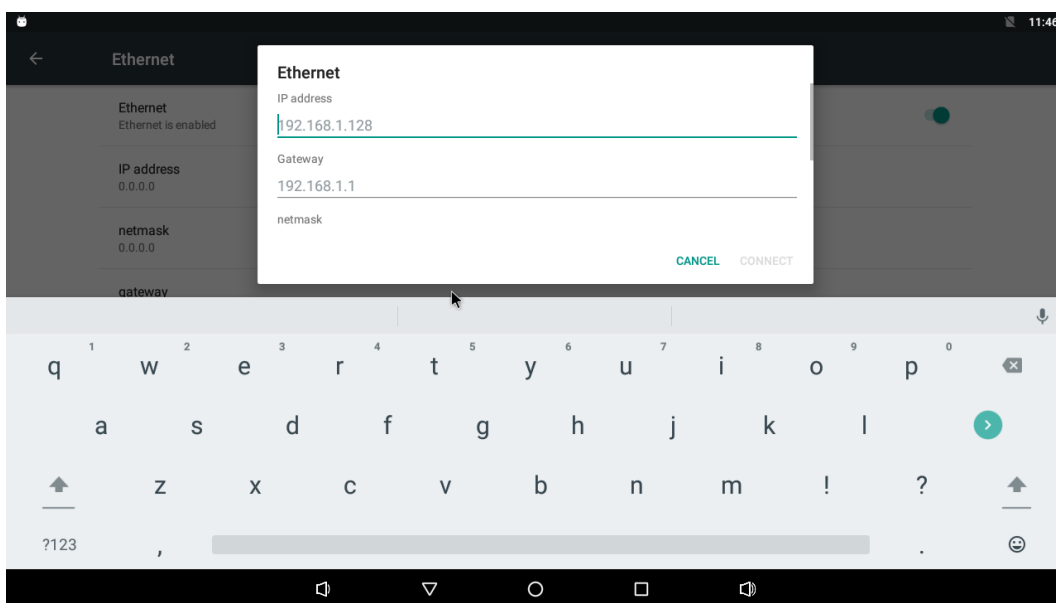 11:46
Ethernet
Ethernet
Ethernet is enabled
IP address
0.0.0.0
netmask
0.0.0.0
gateway
Ethernet
IP address
192.168.1.128
Gateway
192.168.1.1
netmask
CANCEL CONNECT
1 2 3 4 5 6 7 8 9 0
q w e r t y u i o p
a s d f g h j k l
z x c v b n m ! ?
?123 , .